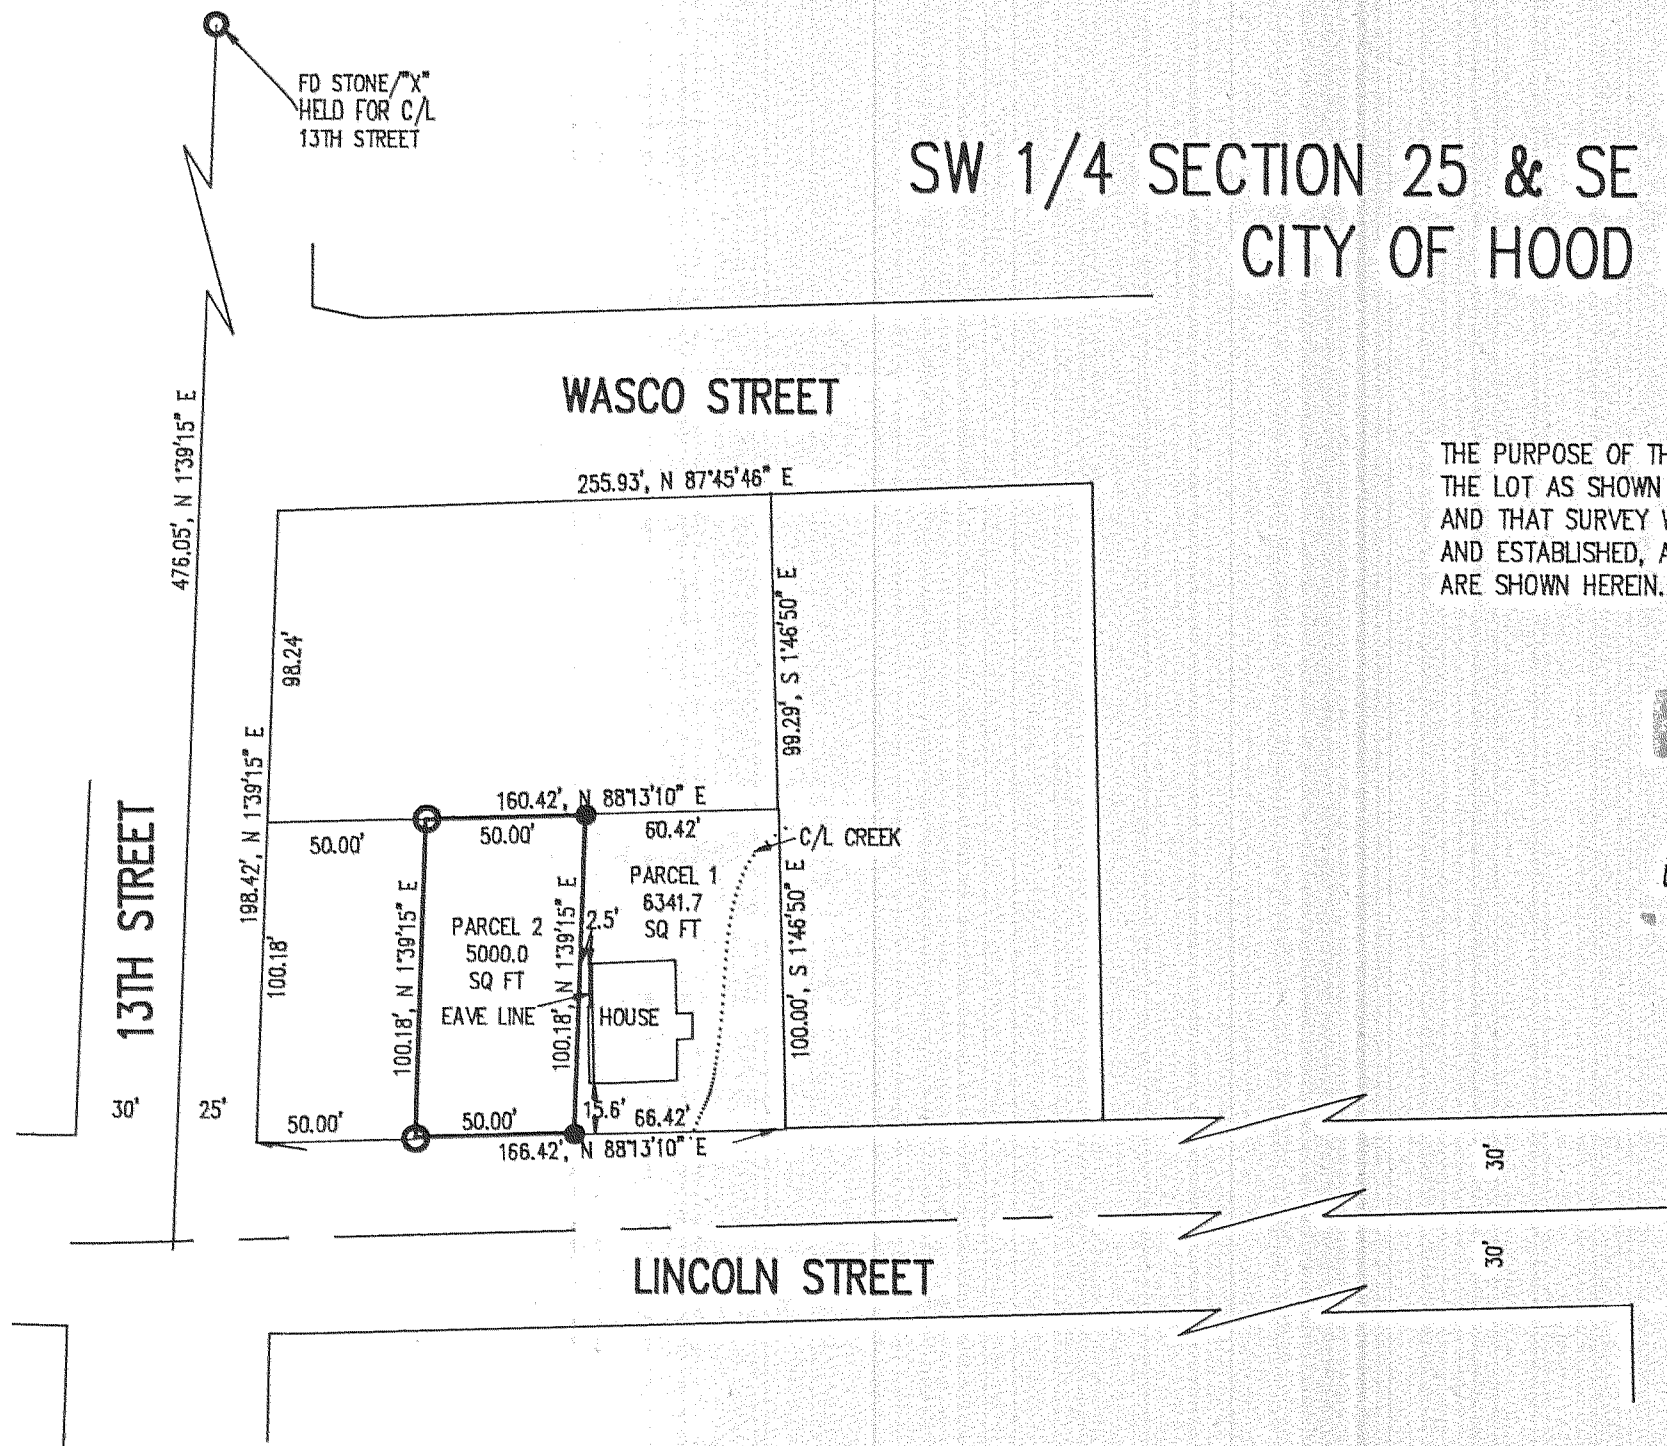 FD STONE/"X"
HELD FOR C/L
13TH STREET
SW 1/4 SECTION 25 & SE
CITY OF HOOD
WASCO STREET
476.05', N 1°39'15" E
255.93', N 87°45'46" E
THE PURPOSE OF TH
THE LOT AS SHOWN
AND THAT SURVEY
AND ESTABLISHED, A
ARE SHOWN HEREIN.
98.24'
99.29', S 1°46'50" E
198.42', N 1°39'15" E
13TH STREET
160.42', N 88°13'10" E
50.00'
50.00'
60.42'
C/L CREEK
PARCEL 1
6341.7
SQ FT
PARCEL 2
5000.0
SQ FT
2.5'
100.18'
100.18', N 1°39'15" E
100.18', N 1°39'15" E
100.00', S 1°46'50" E
EAVE LINE
HOUSE
30'
25'
50.00'
50.00'
15.6'
66.42'
166.42', N 88°13'10" E
30'
30'
LINCOLN STREET